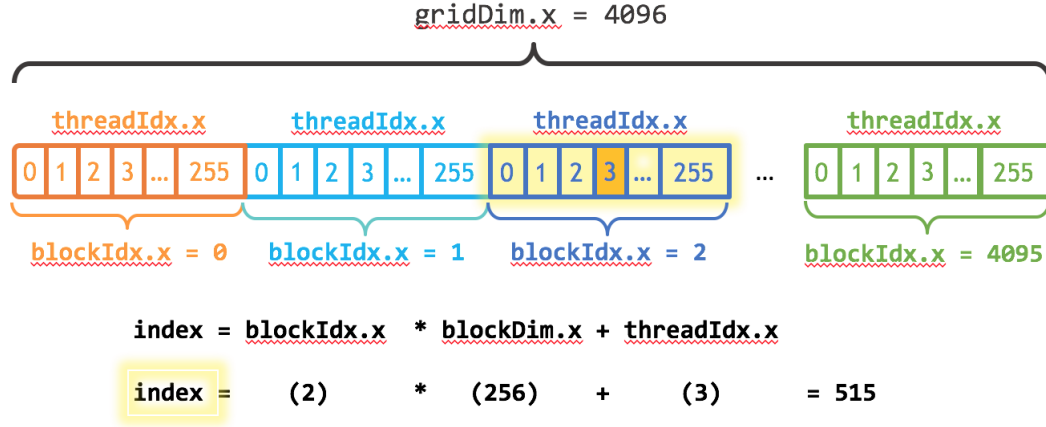 gridDim.x = 4096
threadIdx.x threadIdx.x threadIdx.x threadIdx.x
0 1 2 3 ... 255 0 1 2 3 ... 255 0 1 2 3 ... 255 ... 0 1 2 3 ... 255
blockIdx.x = 0 blockIdx.x = 1 blockIdx.x = 2 blockIdx.x = 4095
index = blockIdx.x * blockDim.x + threadIdx.x
index = (2) * (256) + (3) = 515